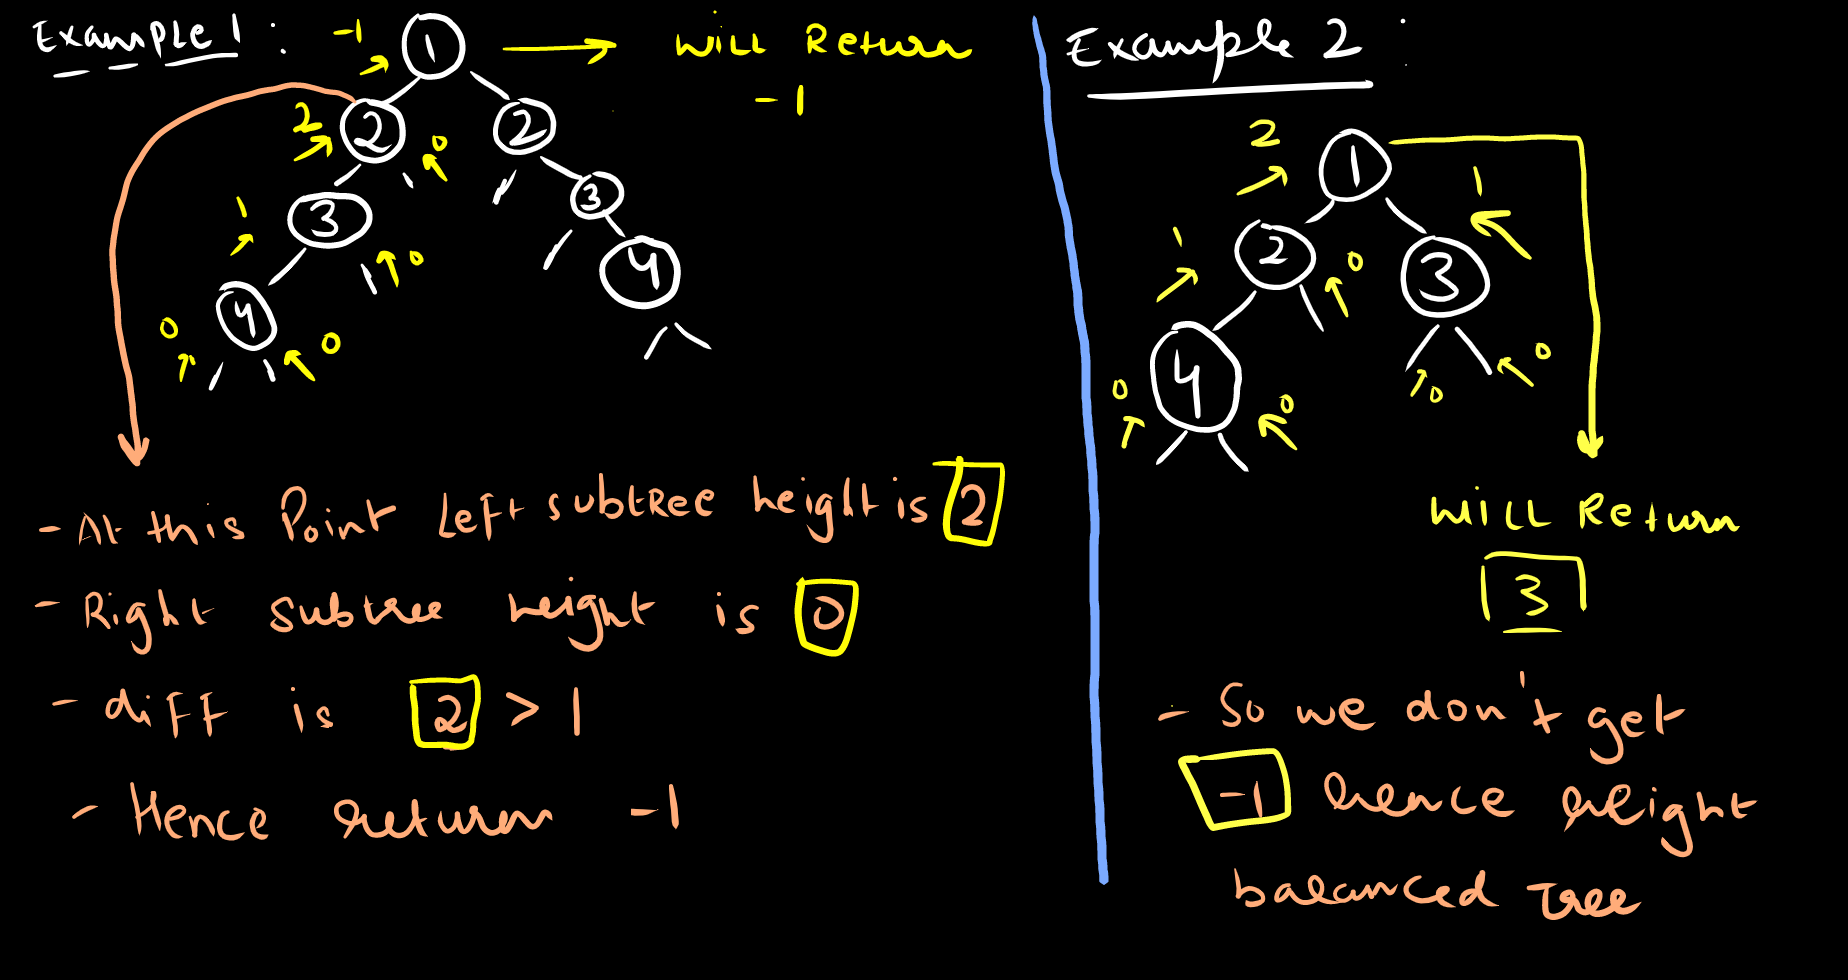 Example 1 :
-1
1
→ Will Return
-1
2
2
0
2
1
3
0
3
0
4
0
4
- At this Point Left subtree height is 2
- Right subtree height is 0
- diff is 2 > 1
- Hence return -1
Example 2 :
2
1
1
1
2
0
3
0
4
0
0
0
Will Return
3
- So we don't get
-1 hence height
balanced Tree